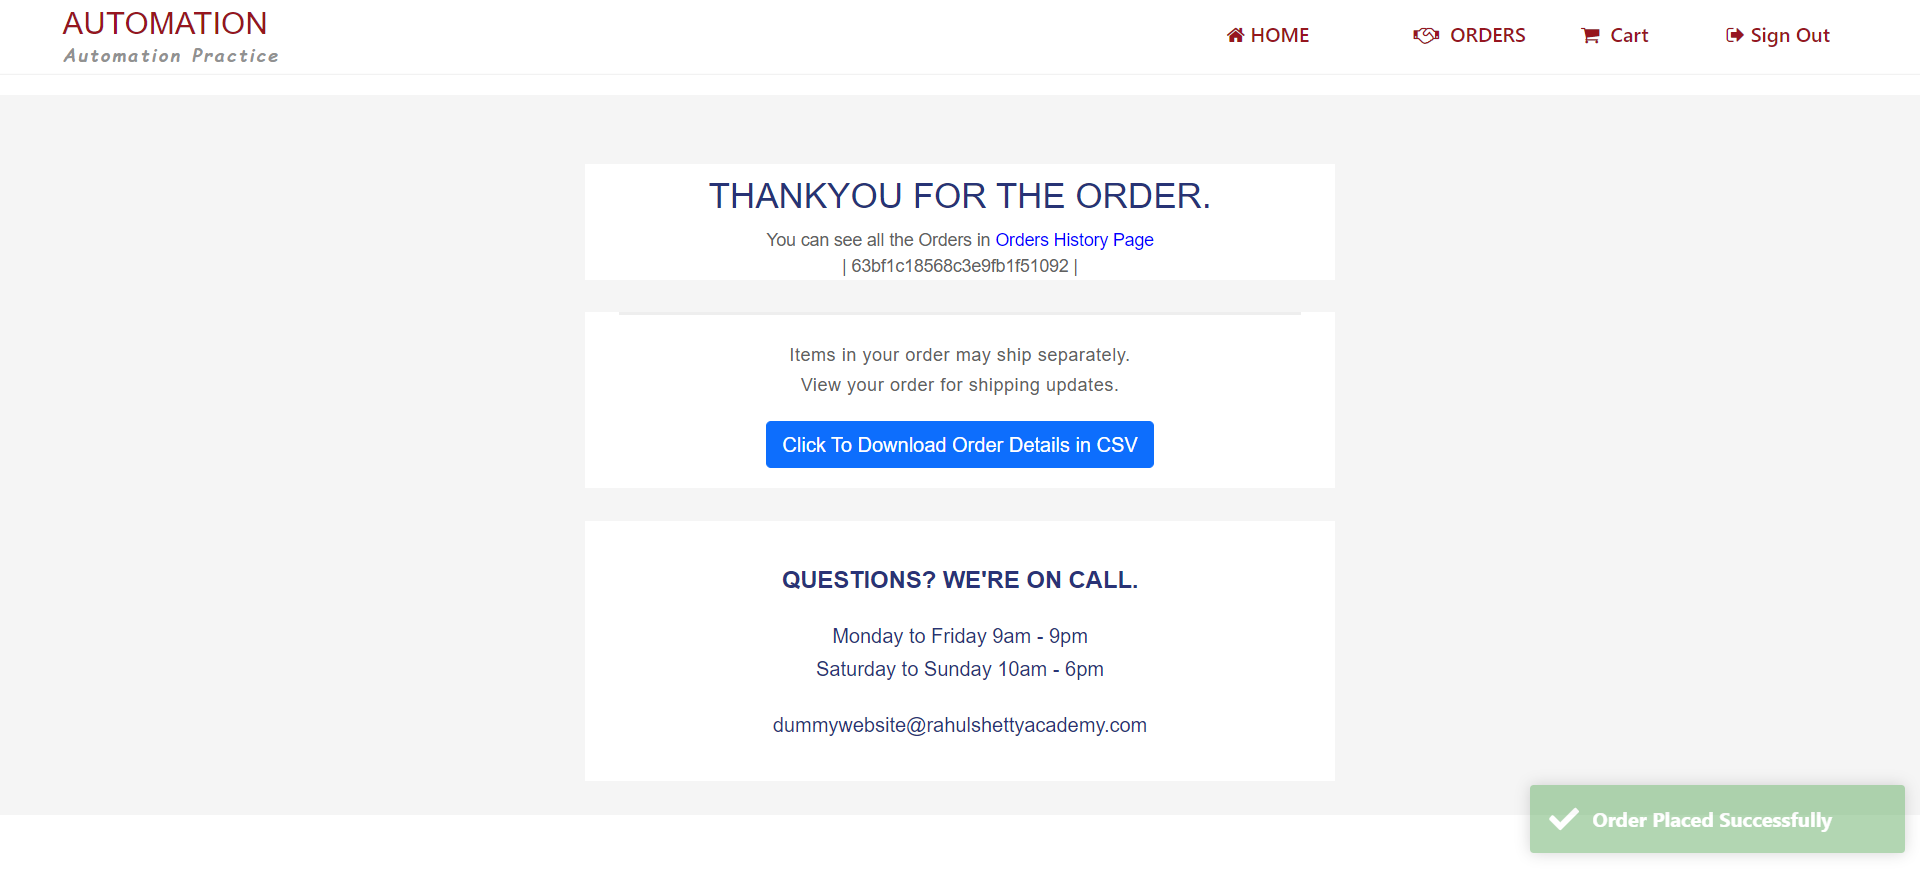 AUTOMATION
Automation Practice
HOME
ORDERS
Cart
Sign Out
THANKYOU FOR THE ORDER.
You can see all the Orders in Orders History Page
| 63bf1c18568c3e9fb1f51092 |
Items in your order may ship separately.
View your order for shipping updates.
Click To Download Order Details in CSV
QUESTIONS? WE'RE ON CALL.
Monday to Friday 9am - 9pm
Saturday to Sunday 10am - 6pm
dummywebsite@rahulshettyacademy.com
Order Placed Successfully